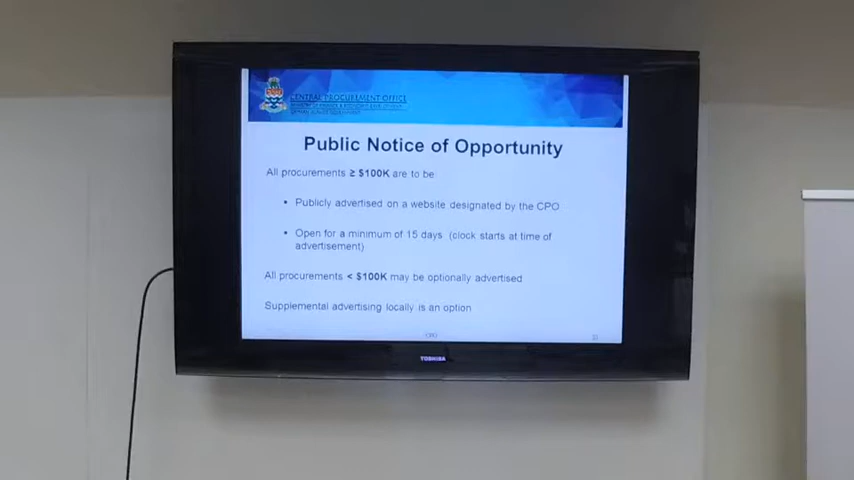 CENTRAL PROCUREMENT OFFICE
Public Notice of Opportunity
All procurements ≥ $100K are to be
• Publicly advertised on a website designated by the CPO
• Open for a minimum of 15 days (clock starts at time of
advertisement)
All procurements < $100K may be optionally advertised
Supplemental advertising locally is an option
CPO
TOSHIBA